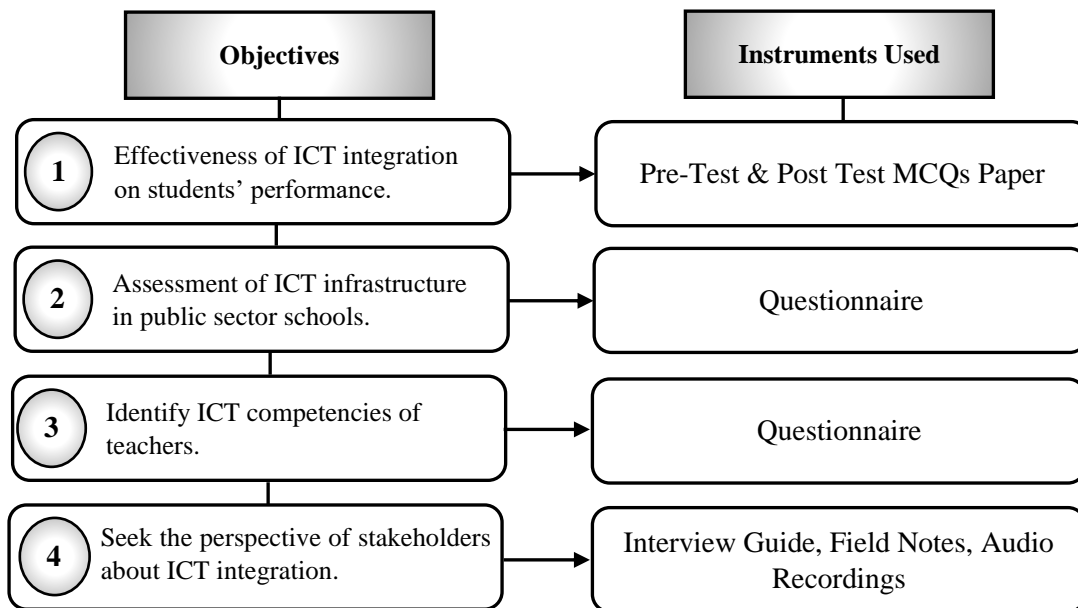 Objectives
Instruments Used
1
Effectiveness of ICT integration
on students’ performance.
Pre-Test & Post Test MCQs Paper
2
Assessment of ICT infrastructure
in public sector schools.
Questionnaire
3
Identify ICT competencies of
teachers.
Questionnaire
4
Seek the perspective of stakeholders
about ICT integration.
Interview Guide, Field Notes, Audio
Recordings